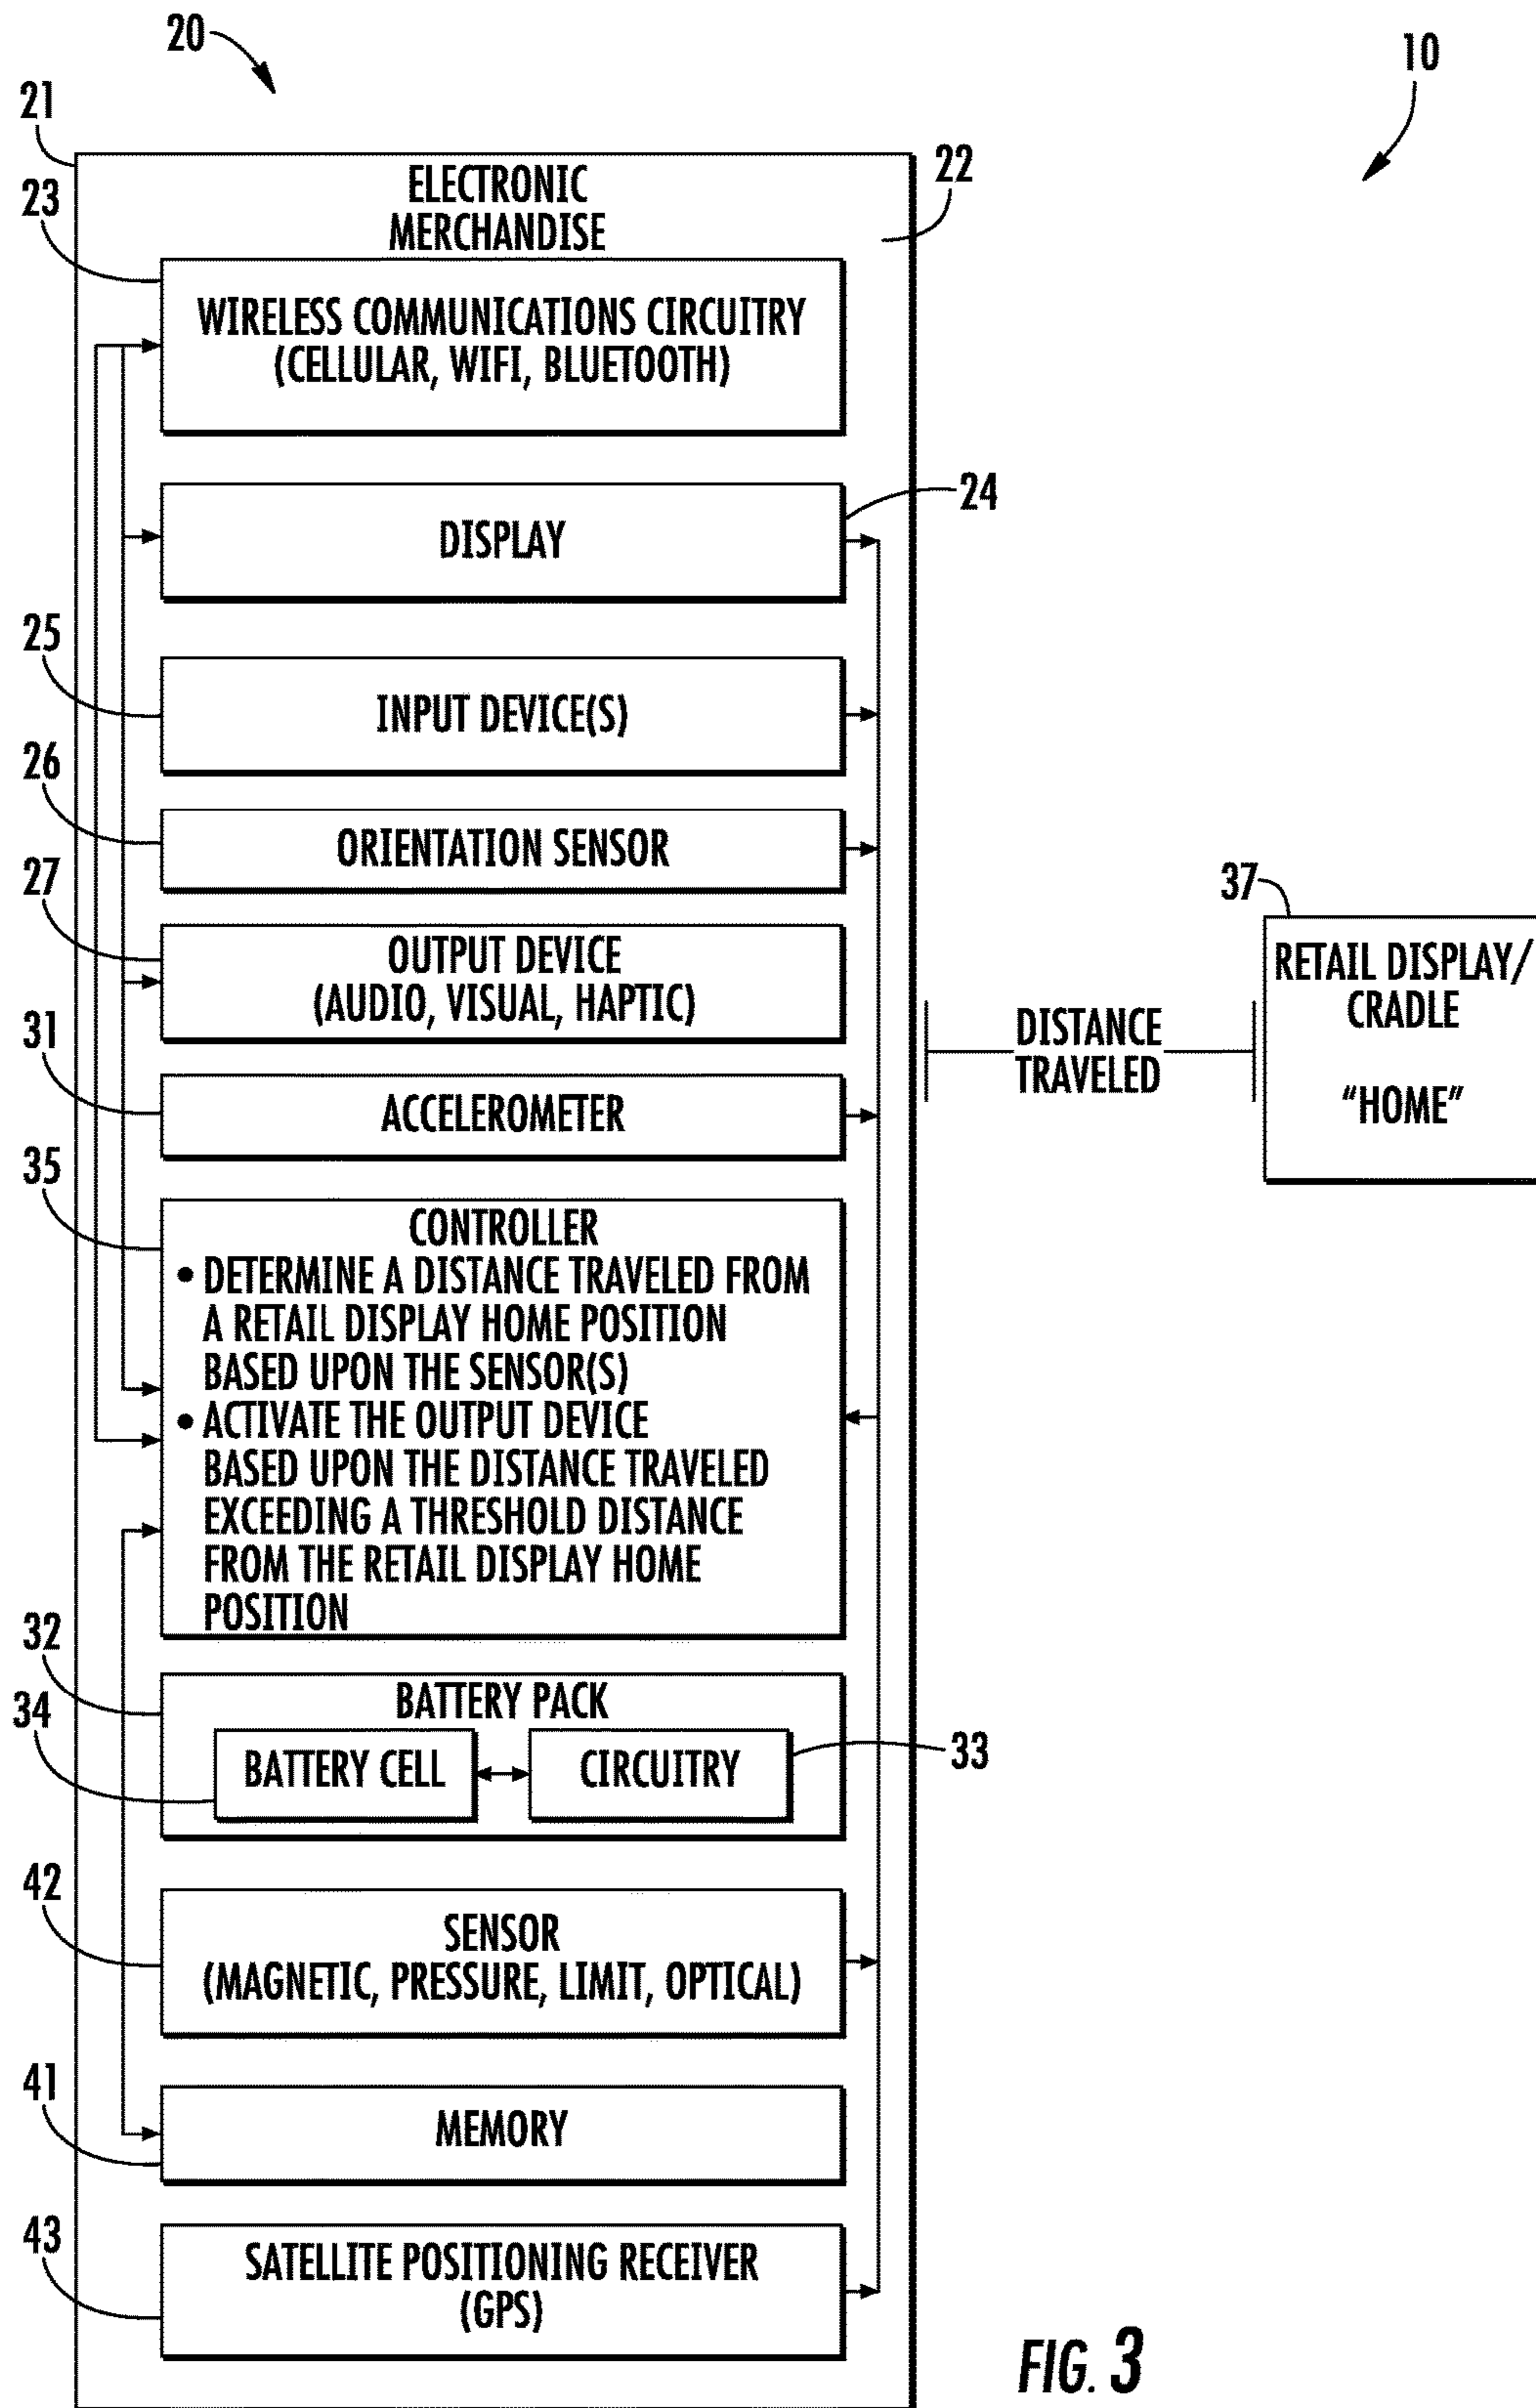 20
10
21
22
23
ELECTRONIC
MERCHANDISE
WIRELESS COMMUNICATIONS CIRCUITRY
(CELLULAR, WIFI, BLUETOOTH)
24
DISPLAY
25
INPUT DEVICE(S)
26
ORIENTATION SENSOR
27
OUTPUT DEVICE
(AUDIO, VISUAL, HAPTIC)
37
RETAIL DISPLAY/
CRADLE
"HOME"
DISTANCE
TRAVELED
31
ACCELEROMETER
35
CONTROLLER
• DETERMINE A DISTANCE TRAVELED FROM
A RETAIL DISPLAY HOME POSITION
BASED UPON THE SENSOR(S)
• ACTIVATE THE OUTPUT DEVICE
BASED UPON THE DISTANCE TRAVELED
EXCEEDING A THRESHOLD DISTANCE
FROM THE RETAIL DISPLAY HOME
POSITION
32
BATTERY PACK
34
BATTERY CELL
CIRCUITRY
33
42
SENSOR
(MAGNETIC, PRESSURE, LIMIT, OPTICAL)
41
MEMORY
43
SATELLITE POSITIONING RECEIVER
(GPS)
FIG. 3